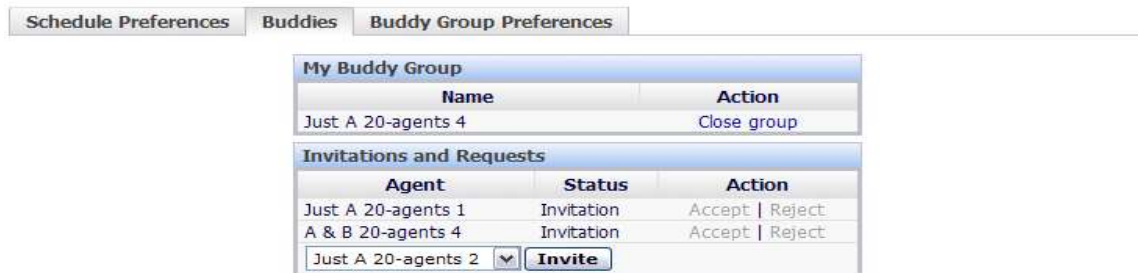 Schedule Preferences Buddies Buddy Group Preferences
My Buddy Group
Name Action
Just A 20-agents 4 Close group
Invitations and Requests
Agent Status Action
Just A 20-agents 1 Invitation Accept | Reject
A & B 20-agents 4 Invitation Accept | Reject
Just A 20-agents 2 Invite